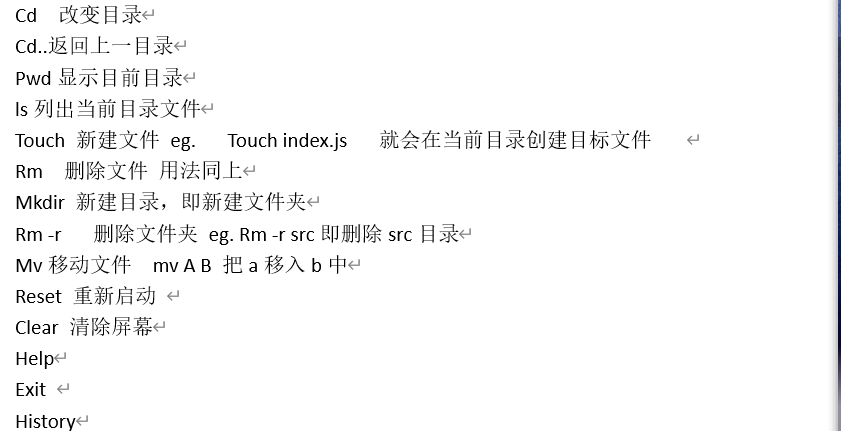 Cd 改变目录
Cd..返回上一目录
Pwd 显示目前目录
ls 列出当前目录文件
Touch 新建文件 eg. Touch index.js 就会在当前目录创建目标文件
Rm 删除文件 用法同上
Mkdir 新建目录，即新建文件夹
Rm -r 删除文件夹 eg. Rm -r src 即删除 src 目录
Mv 移动文件 mv A B 把 a 移入 b 中
Reset 重新启动
Clear 清除屏幕
Help
Exit
History